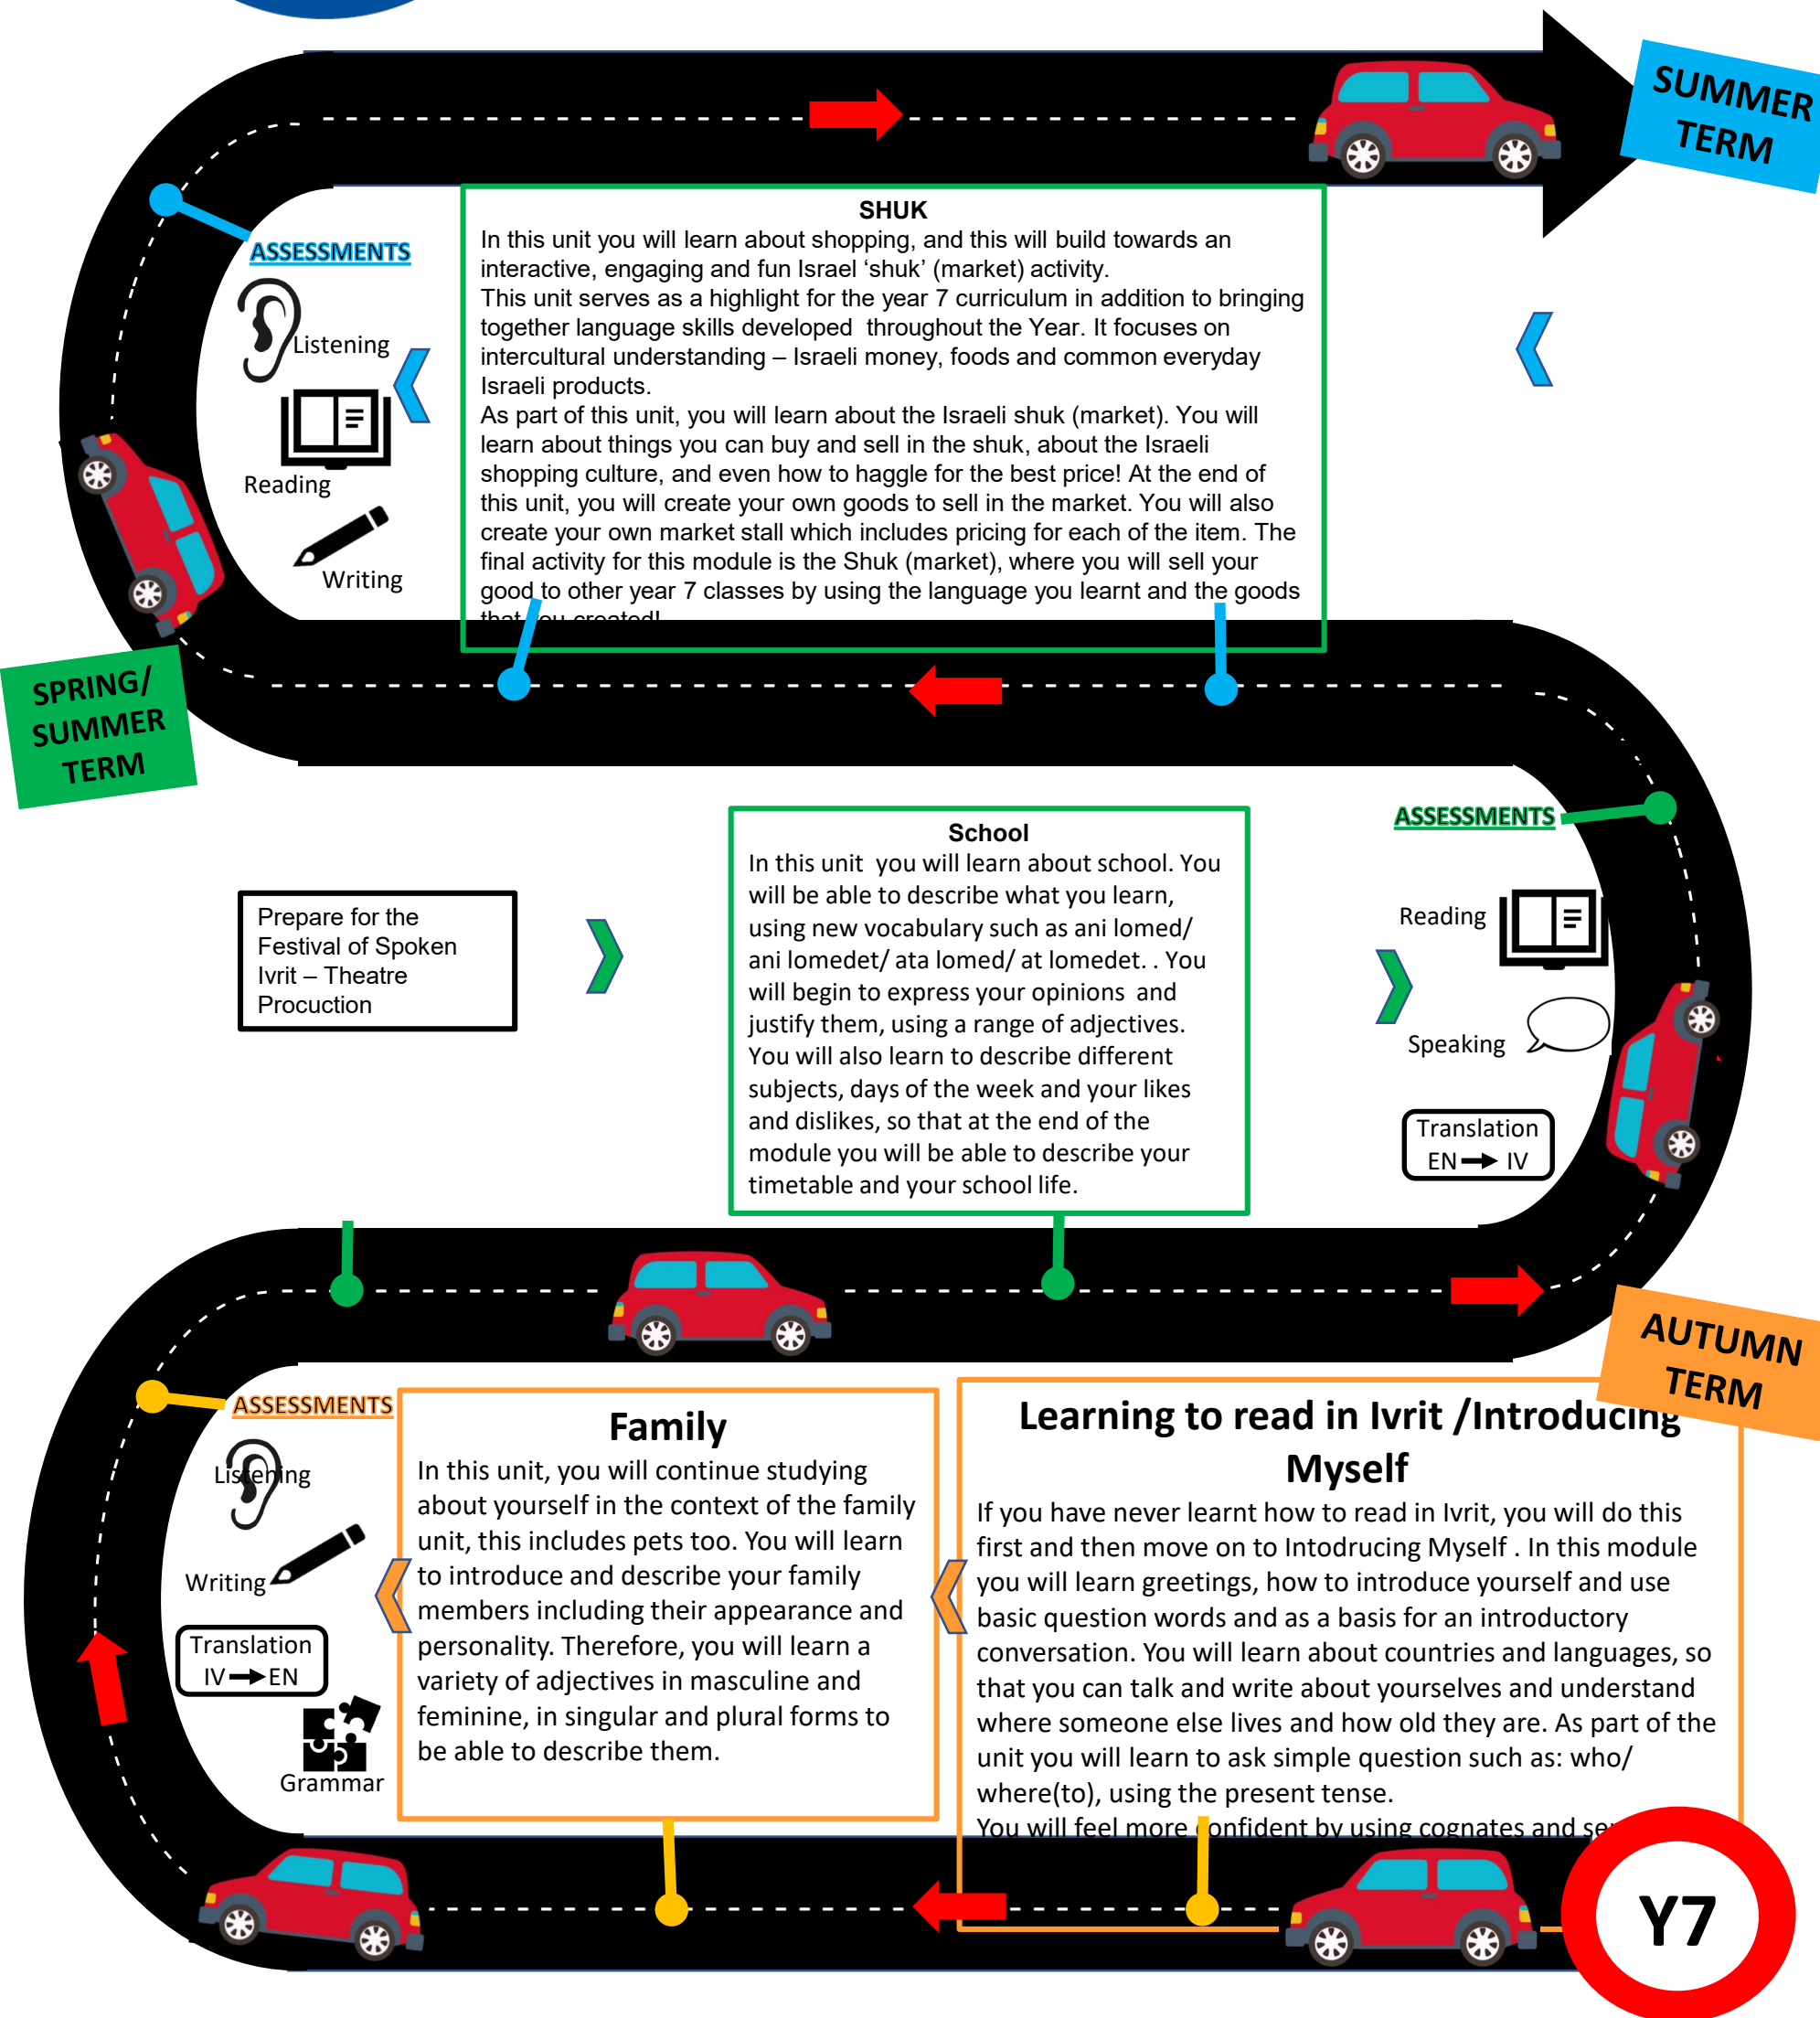 SUMMER
TERM
SHUK
In this unit you will learn about shopping, and this will build towards an
interactive, engaging and fun Israel ‘shuk’ (market) activity.
This unit serves as a highlight for the year 7 curriculum in addition to bringing
together language skills developed throughout the Year. It focuses on
intercultural understanding – Israeli money, foods and common everyday
Israeli products.
As part of this unit, you will learn about the Israeli shuk (market). You will
learn about things you can buy and sell in the shuk, about the Israeli
shopping culture, and even how to haggle for the best price! At the end of
this unit, you will create your own goods to sell in the market. You will also
create your own market stall which includes pricing for each of the item. The
final activity for this module is the Shuk (market), where you will sell your
good to other year 7 classes by using the language you learnt and the goods
that you created!
ASSESSMENTS
Listening
Reading
Writing
SPRING/
SUMMER
TERM
Prepare for the
Festival of Spoken
Ivrit – Theatre
Procuction
School
In this unit you will learn about school. You
will be able to describe what you learn,
using new vocabulary such as ani lomed/
ani lomedet/ ata lomed/ at lomedet. . You
will begin to express your opinions and
justify them, using a range of adjectives.
You will also learn to describe different
subjects, days of the week and your likes
and dislikes, so that at the end of the
module you will be able to describe your
timetable and your school life.
ASSESSMENTS
Reading
Speaking
Translation
EN IV
AUTUMN
TERM
ASSESSMENTS
Listening
Writing
Translation
IV EN
Grammar
Family
In this unit, you will continue studying
about yourself in the context of the family
unit, this includes pets too. You will learn
to introduce and describe your family
members including their appearance and
personality. Therefore, you will learn a
variety of adjectives in masculine and
feminine, in singular and plural forms to
be able to describe them.
Learning to read in Ivrit /Introducing
Myself
If you have never learnt how to read in Ivrit, you will do this
first and then move on to Intodrucing Myself . In this module
you will learn greetings, how to introduce yourself and use
basic question words and as a basis for an introductory
conversation. You will learn about countries and languages, so
that you can talk and write about yourselves and understand
where someone else lives and how old they are. As part of the
unit you will learn to ask simple question such as: who/
where(to), using the present tense.
You will feel more confident by using cognates and
Y7